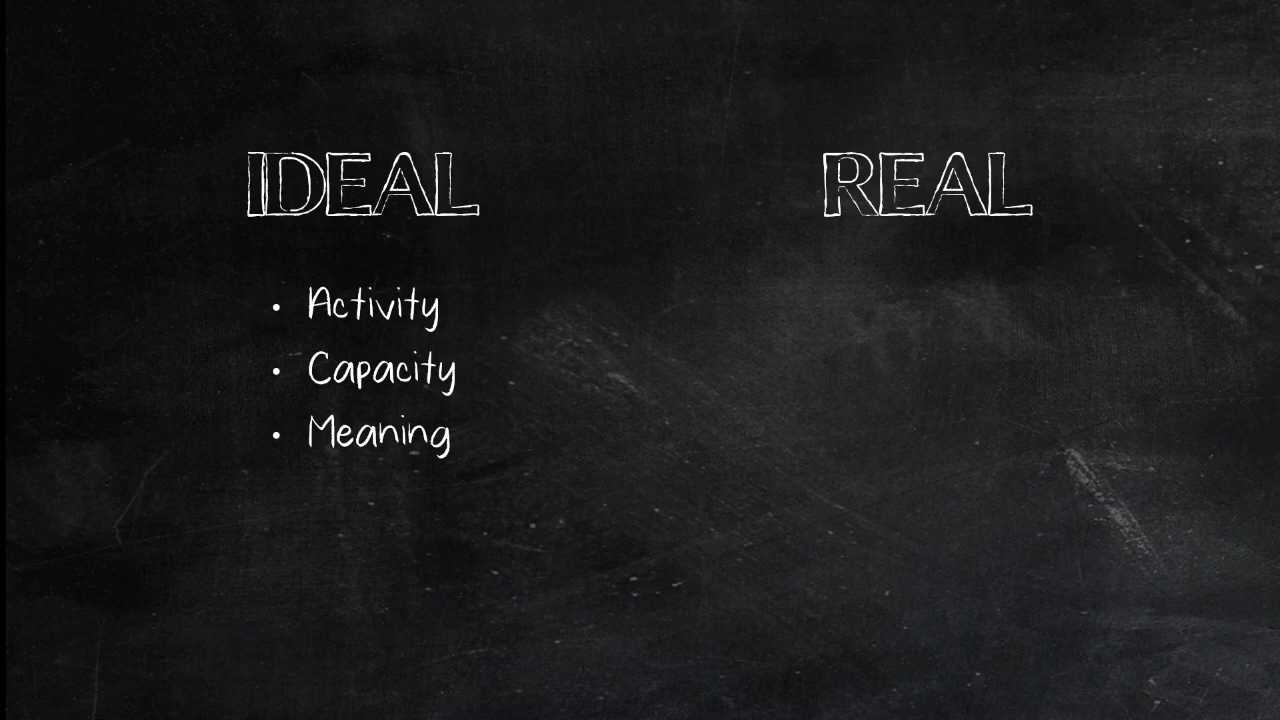 IDEAL
REAL
• Activity
• Capacity
• Meaning